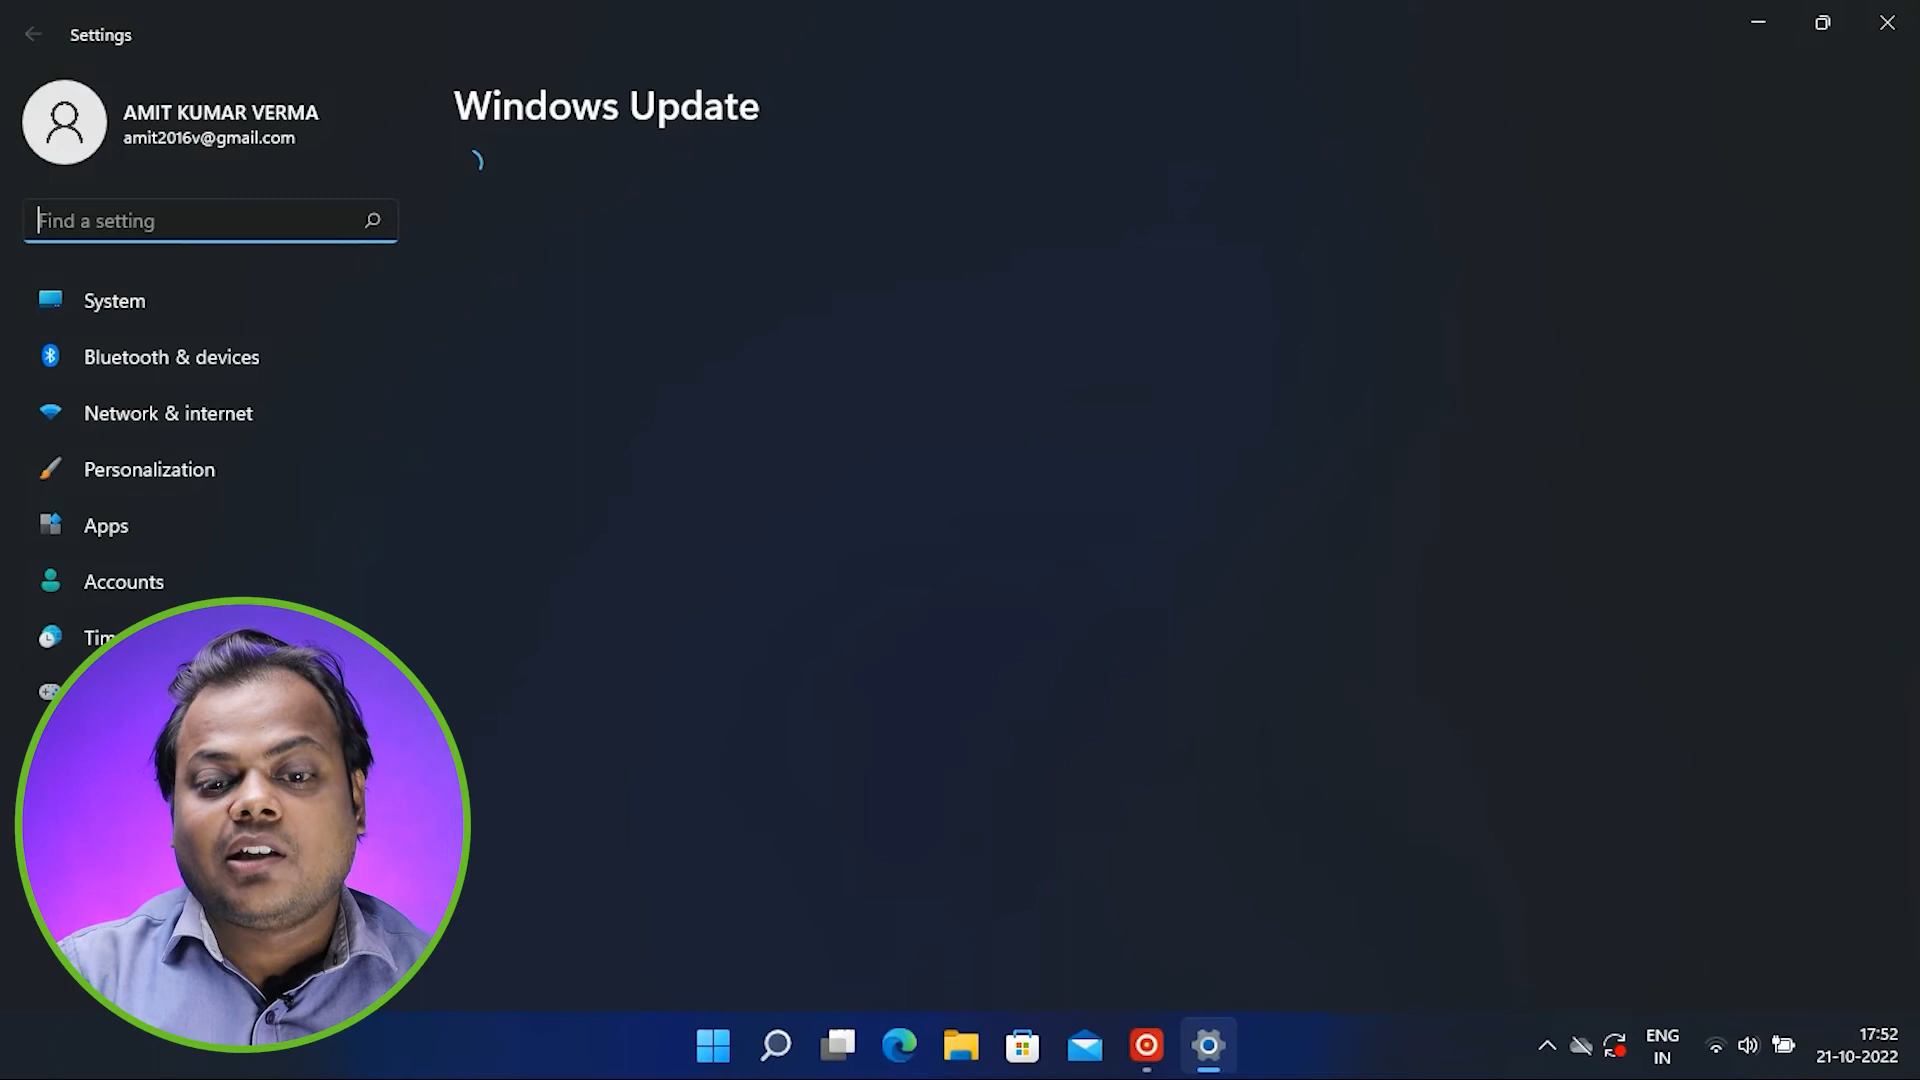 Settings
AMIT KUMAR VERMA
amit2016v@gmail.com
Windows Update
Find a setting
System
Bluetooth & devices
Network & internet
Personalization
Apps
Accounts
Tim
ENG
IN
17:52
21-10-2022